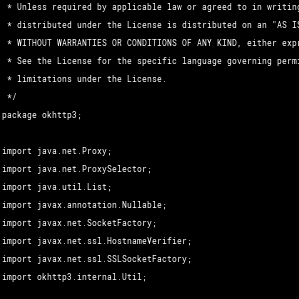 * Unless required by applicable law or agreed to in writing
* distributed under the License is distributed on an "AS IS
* WITHOUT WARRANTIES OR CONDITIONS OF ANY KIND, either
* See the License for the specific language governing
* limitations under the License.
*/
package okhttp3;
import java.net.Proxy;
import java.net.ProxySelector;
import java.util.List;
import javax.annotation.Nullable;
import javax.net.SocketFactory;
import javax.net.ssl.HostnameVerifier;
import javax.net.ssl.SSLSocketFactory;
import okhttp3.internal.Util;